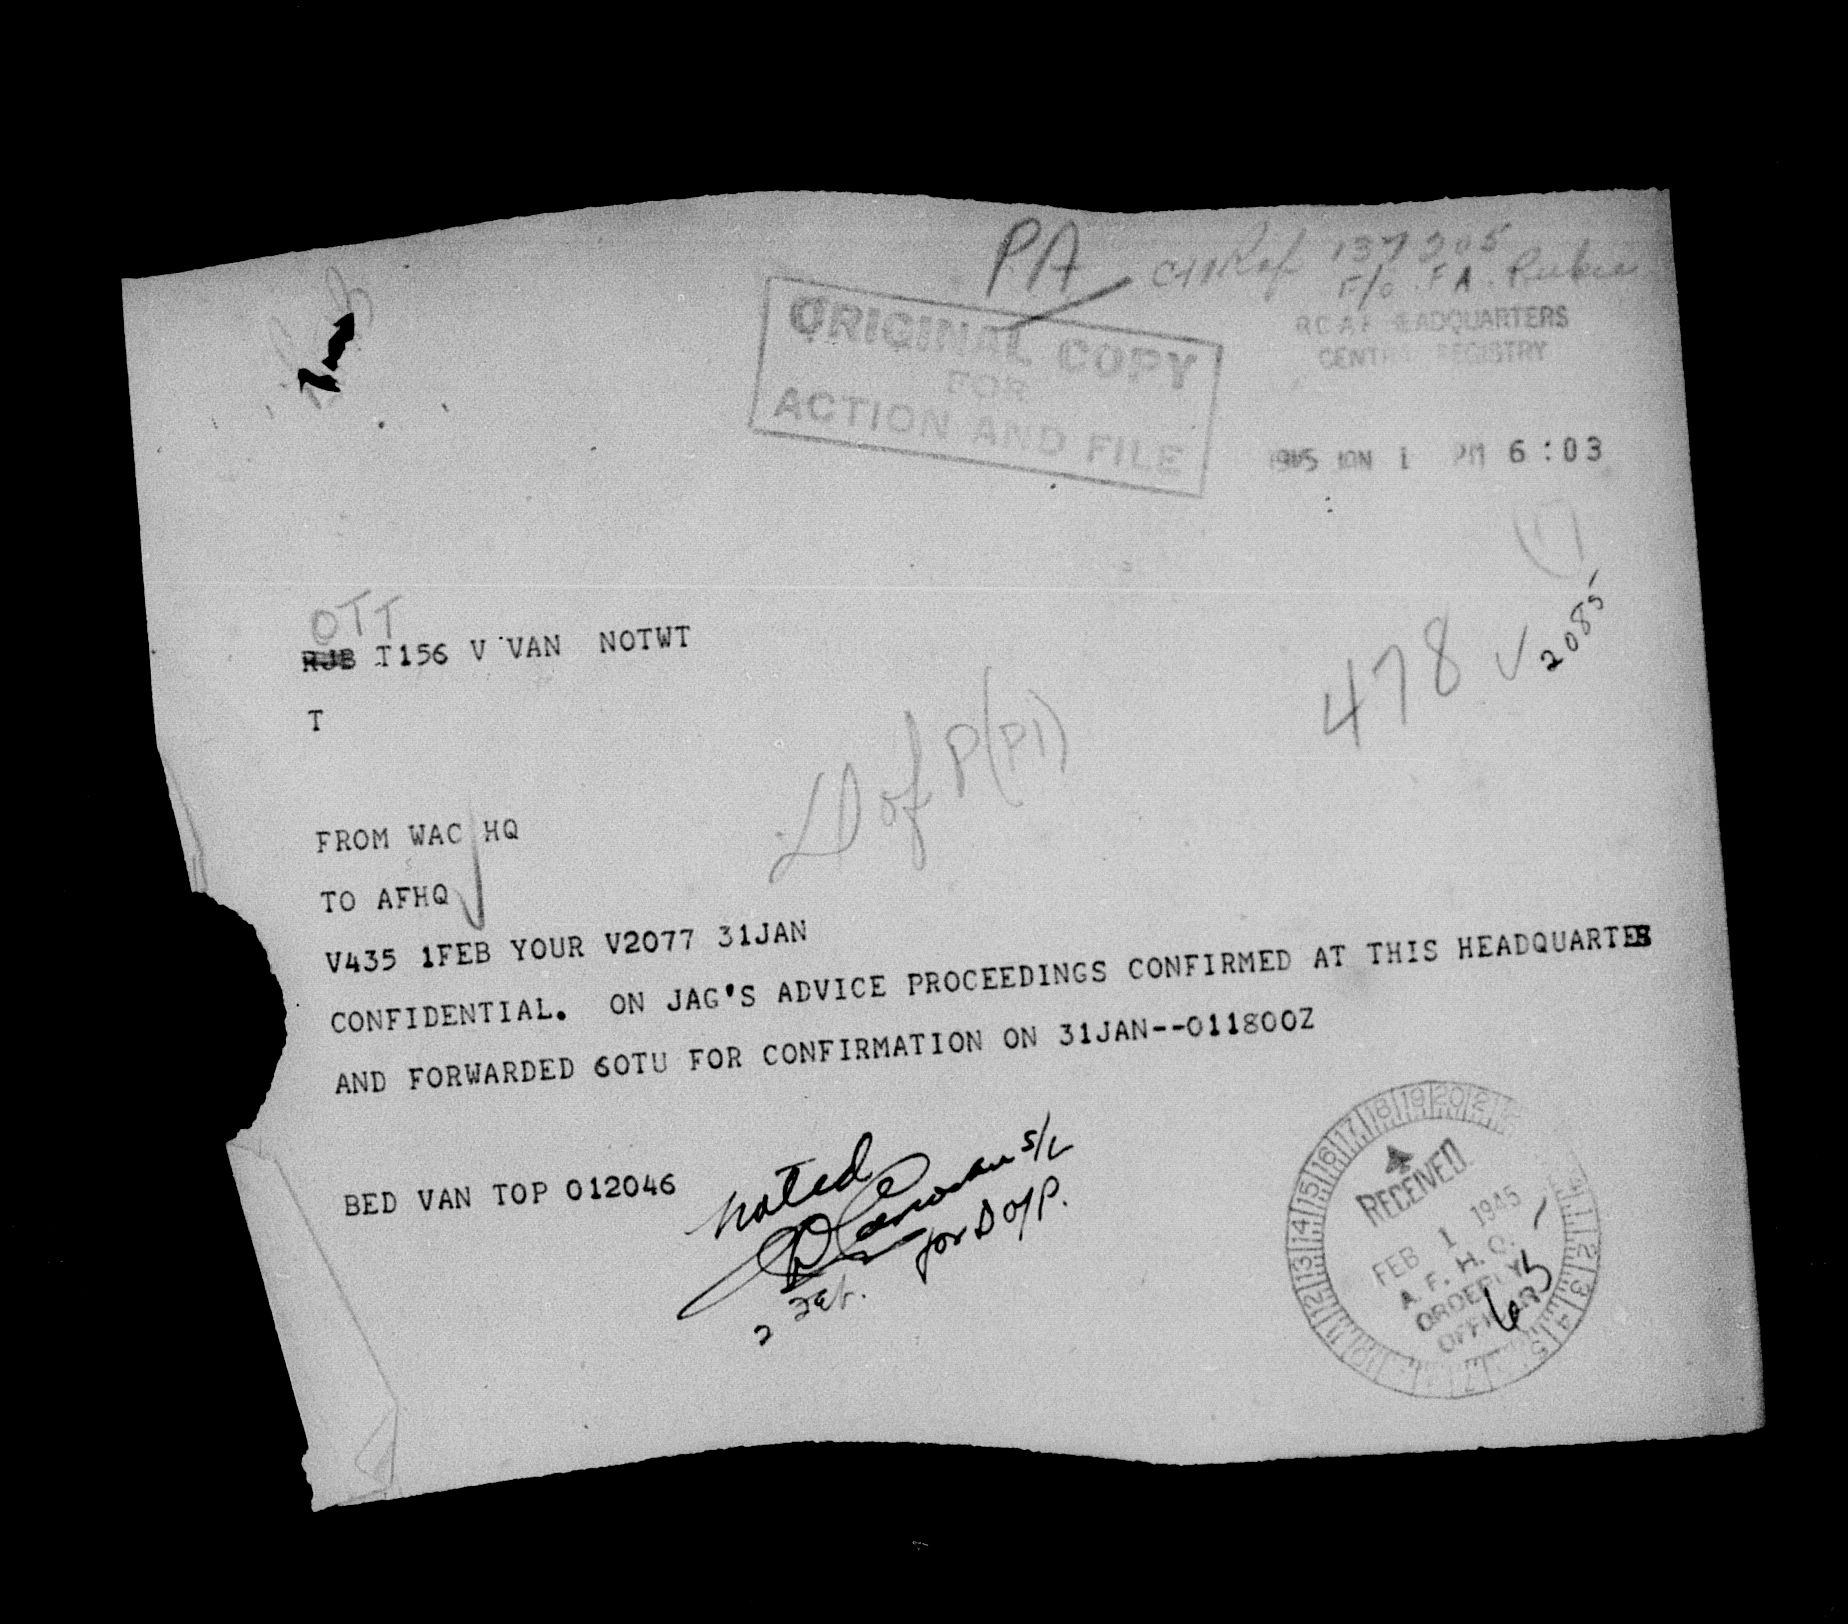 PA
F/O F.A.
ORIGINAL COPY
FOR
ACTION AND FILE
RCAF HEADQUARTERS
CENTRAL REGISTRY
1945 JAN 1 PM 6:03
OTT
RJB T156 V VAN NOTWT
2085
478
T
D of P(P1)
FROM WAC HQ
TO AFHQ
V435 1FEB YOUR V2077 31JAN
CONFIDENTIAL. ON JAG'S ADVICE PROCEEDINGS CONFIRMED AT THIS HEADQUARTER
AND FORWARDED 6OTU FOR CONFIRMATION ON 31JAN--011800Z
BED VAN TOP 012046
noted
S/L
for D of P.
2 Feb.
RECEIVED
FEB 1 1945
A. F. H. Q.
ORDERLY
OFFICER